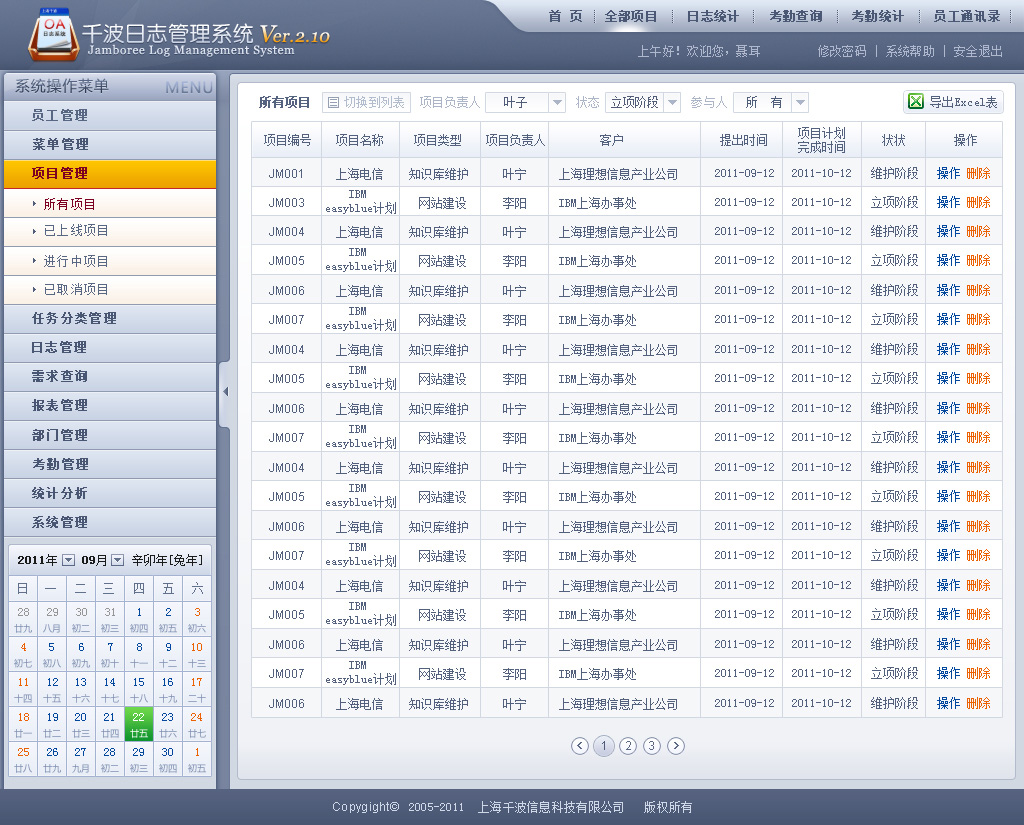 上海千波
OA
日志系统
千波日志管理系统 Ver.2.10
Jamboree Log Management System
首 页 全部项目 日志统计 考勤查询 考勤统计 员工通讯录
上午好！欢迎您，聂耳 修改密码 | 系统帮助 | 安全退出
系统操作菜单 MENU
员工管理
菜单管理
项目管理
所有项目
已上线项目
进行中项目
已取消项目
任务分类管理
日志管理
需求查询
报表管理
部门管理
考勤管理
统计分析
系统管理
2011年 09月 辛卯年[兔年]
日 一 二 三 四 五 六
28 29 30 31 1 2 3
廿九 八月 初二 初三 初四 初五 初六
4 5 6 7 8 9 10
初七 初八 初九 初十 十一 十二 十三
11 12 13 14 15 16 17
十四 十五 十六 十七 十八 十九 二十
18 19 20 21 22 23 24
廿一 廿二 廿三 廿四 廿五 廿六 廿七
25 26 27 28 29 30 1
廿八 廿九 九月 初二 初三 初四 初五
所有项目 切换到列表 项目负责人 叶子 状态 立项阶段 参与人 所 有 导出Excel表
项目编号 项目名称 项目类型 项目负责人 客户 提出时间 项目计划完成时间 状状 操作
JM001 上海电信 知识库维护 叶宁 上海理想信息产业公司 2011-09-12 2011-10-12 维护阶段 操作 删除
JM003 IBM easyblue计划 网站建设 李阳 IBM上海办事处 2011-09-12 2011-10-12 立项阶段 操作 删除
JM004 上海电信 知识库维护 叶宁 上海理想信息产业公司 2011-09-12 2011-10-12 维护阶段 操作 删除
JM005 IBM easyblue计划 网站建设 李阳 IBM上海办事处 2011-09-12 2011-10-12 立项阶段 操作 删除
JM006 上海电信 知识库维护 叶宁 上海理想信息产业公司 2011-09-12 2011-10-12 维护阶段 操作 删除
JM007 IBM easyblue计划 网站建设 李阳 IBM上海办事处 2011-09-12 2011-10-12 立项阶段 操作 删除
JM004 上海电信 知识库维护 叶宁 上海理想信息产业公司 2011-09-12 2011-10-12 维护阶段 操作 删除
JM005 IBM easyblue计划 网站建设 李阳 IBM上海办事处 2011-09-12 2011-10-12 立项阶段 操作 删除
JM006 上海电信 知识库维护 叶宁 上海理想信息产业公司 2011-09-12 2011-10-12 维护阶段 操作 删除
JM007 IBM easyblue计划 网站建设 李阳 IBM上海办事处 2011-09-12 2011-10-12 立项阶段 操作 删除
JM004 上海电信 知识库维护 叶宁 上海理想信息产业公司 2011-09-12 2011-10-12 维护阶段 操作 删除
JM005 IBM easyblue计划 网站建设 李阳 IBM上海办事处 2011-09-12 2011-10-12 立项阶段 操作 删除
JM006 上海电信 知识库维护 叶宁 上海理想信息产业公司 2011-09-12 2011-10-12 维护阶段 操作 删除
JM007 IBM easyblue计划 网站建设 李阳 IBM上海办事处 2011-09-12 2011-10-12 立项阶段 操作 删除
JM004 上海电信 知识库维护 叶宁 上海理想信息产业公司 2011-09-12 2011-10-12 维护阶段 操作 删除
JM005 IBM easyblue计划 网站建设 李阳 IBM上海办事处 2011-09-12 2011-10-12 立项阶段 操作 删除
JM006 上海电信 知识库维护 叶宁 上海理想信息产业公司 2011-09-12 2011-10-12 维护阶段 操作 删除
JM007 IBM easyblue计划 网站建设 李阳 IBM上海办事处 2011-09-12 2011-10-12 立项阶段 操作 删除
JM006 上海电信 知识库维护 叶宁 上海理想信息产业公司 2011-09-12 2011-10-12 维护阶段 操作 删除
1 2 3
Copygight© 2005-2011 上海千波信息科技有限公司 版权所有